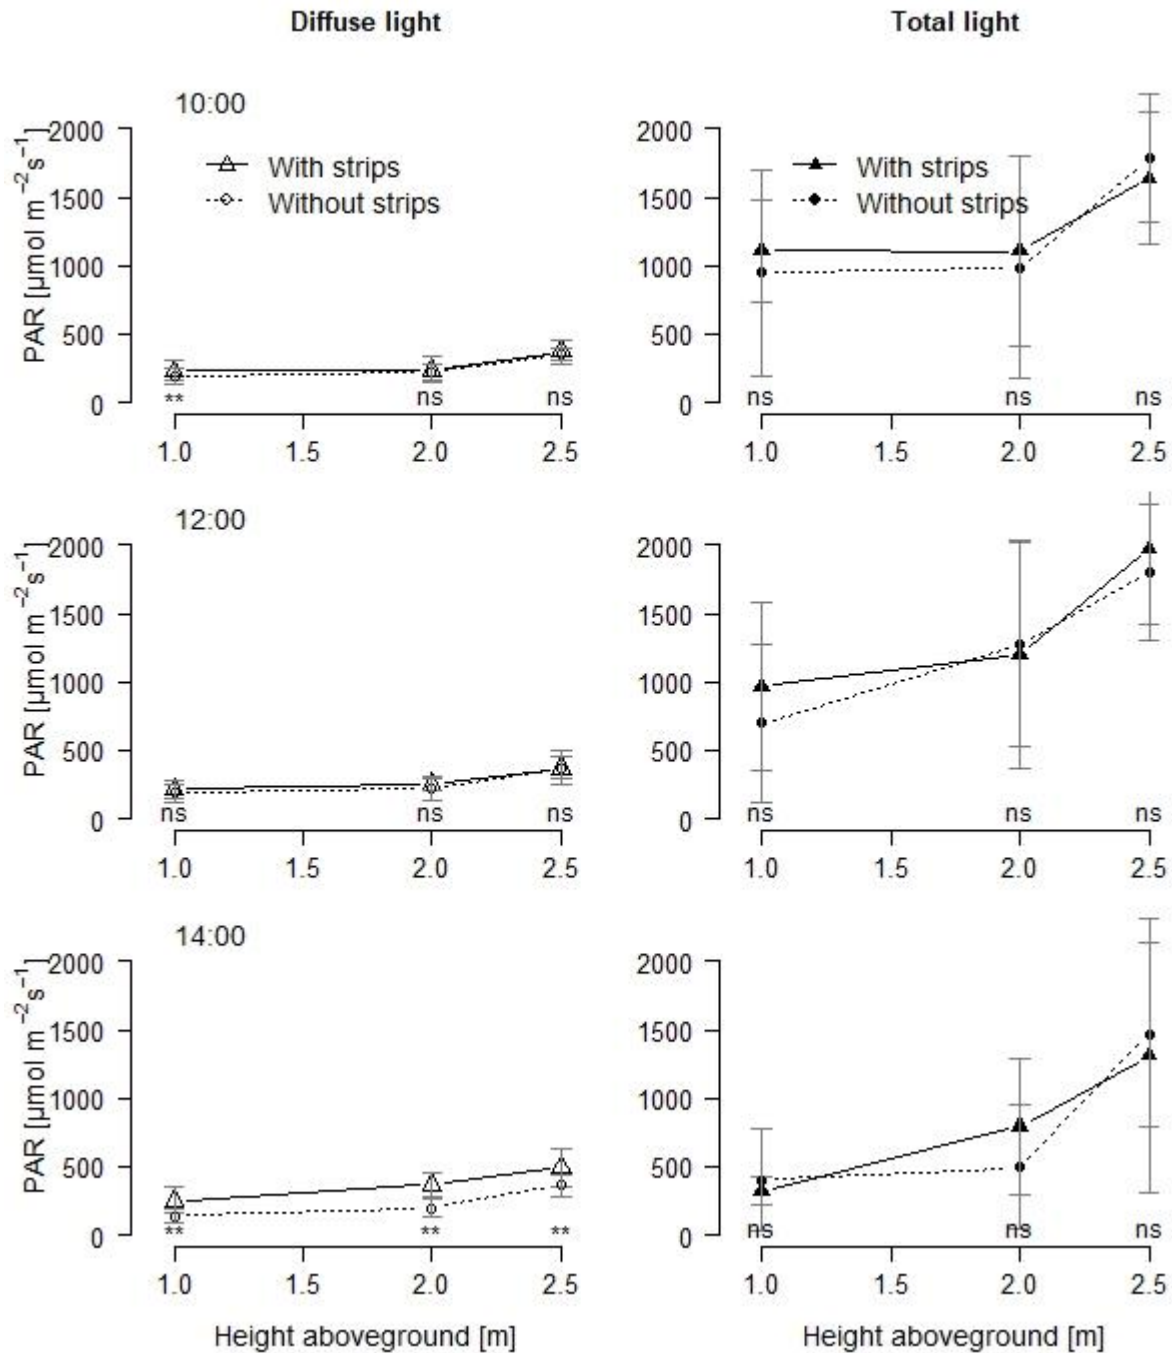 Diffuse light
Total light
10:00
PAR [µmol m⁻²s⁻¹]
2000
1500
1000
500
0
With strips
Without strips
** ns ns
1.0 1.5 2.0 2.5
2000
1500
1000
500
0
With strips
Without strips
ns ns ns
1.0 1.5 2.0 2.5
12:00
PAR [µmol m⁻²s⁻¹]
2000
1500
1000
500
0
ns ns ns
1.0 1.5 2.0 2.5
2000
1500
1000
500
0
ns ns ns
1.0 1.5 2.0 2.5
14:00
PAR [µmol m⁻²s⁻¹]
2000
1500
1000
500
0
** ** **
1.0 1.5 2.0 2.5
Height aboveground [m]
2000
1500
1000
500
0
ns ns ns
1.0 1.5 2.0 2.5
Height aboveground [m]